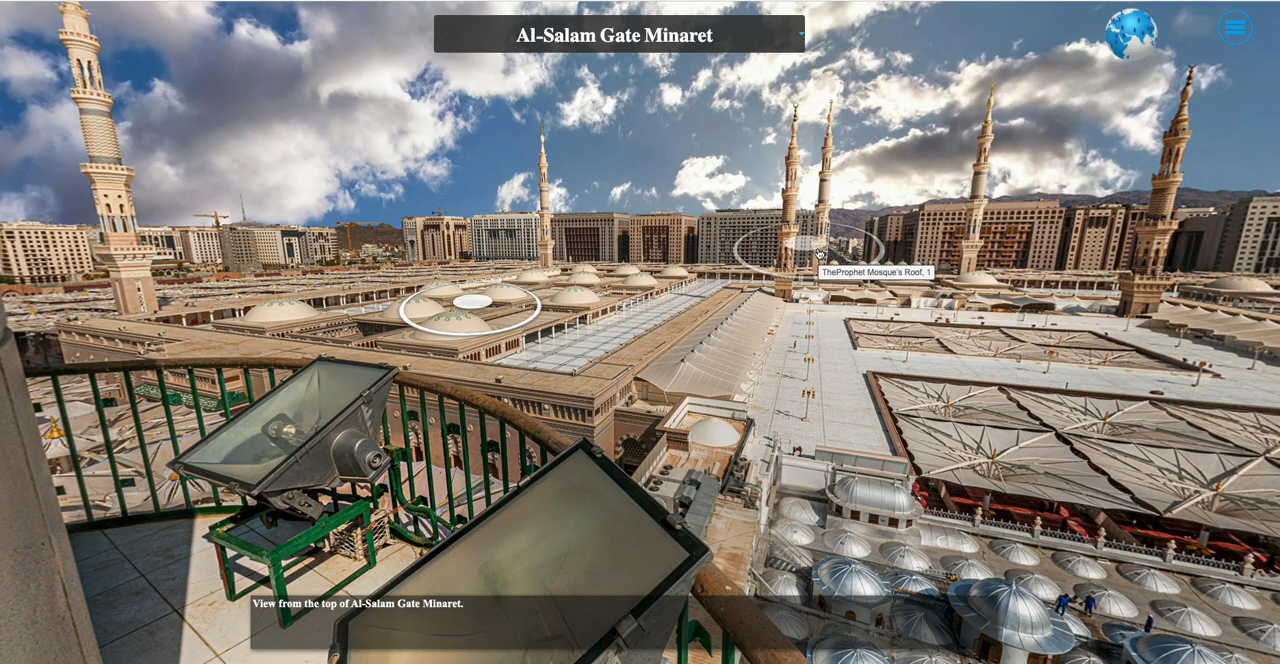 Al-Salam Gate Minaret
TheProphet Mosque's Roof, 1
View from the top of Al-Salam Gate Minaret.